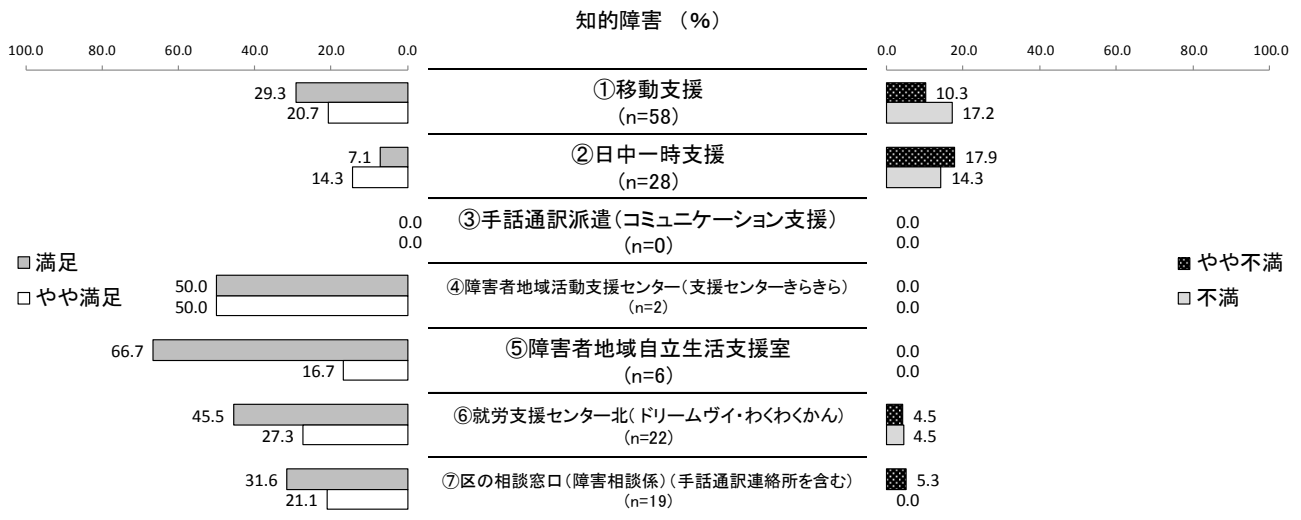 知的障害 （%）
100.0 80.0 60.0 40.0 20.0 0.0 0.0 20.0 40.0 60.0 80.0 100.0
①移動支援
(n=58)
29.3
20.7
10.3
17.2
②日中一時支援
(n=28)
7.1
14.3
17.9
14.3
③手話通訳派遣（コミュニケーション支援）
(n=0)
0.0
0.0
0.0
0.0
満足
やや満足
やや不満
不満
④障害者地域活動支援センター（支援センターきらきら）
(n=2)
50.0
50.0
0.0
0.0
⑤障害者地域自立生活支援室
(n=6)
66.7
16.7
0.0
0.0
⑥就労支援センター北（ドリームヴイ・わくわくかん）
(n=22)
45.5
27.3
4.5
4.5
⑦区の相談窓口（障害相談係）（手話通訳連絡所を含む）
(n=19)
31.6
21.1
5.3
0.0